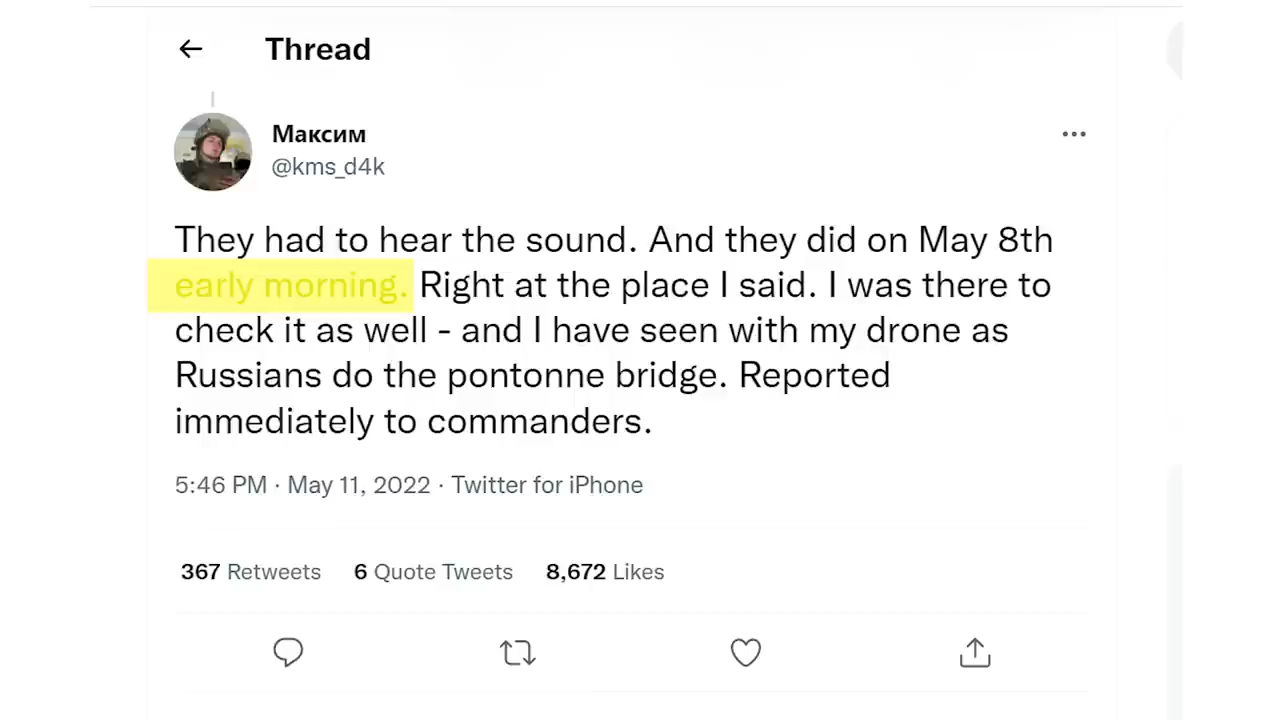 Thread
Максим
@kms_d4k
They had to hear the sound. And they did on May 8th
early morning. Right at the place I said. I was there to
check it as well - and I have seen with my drone as
Russians do the pontonne bridge. Reported
immediately to commanders.
5:46 PM · May 11, 2022 · Twitter for iPhone
367 Retweets 6 Quote Tweets 8,672 Likes